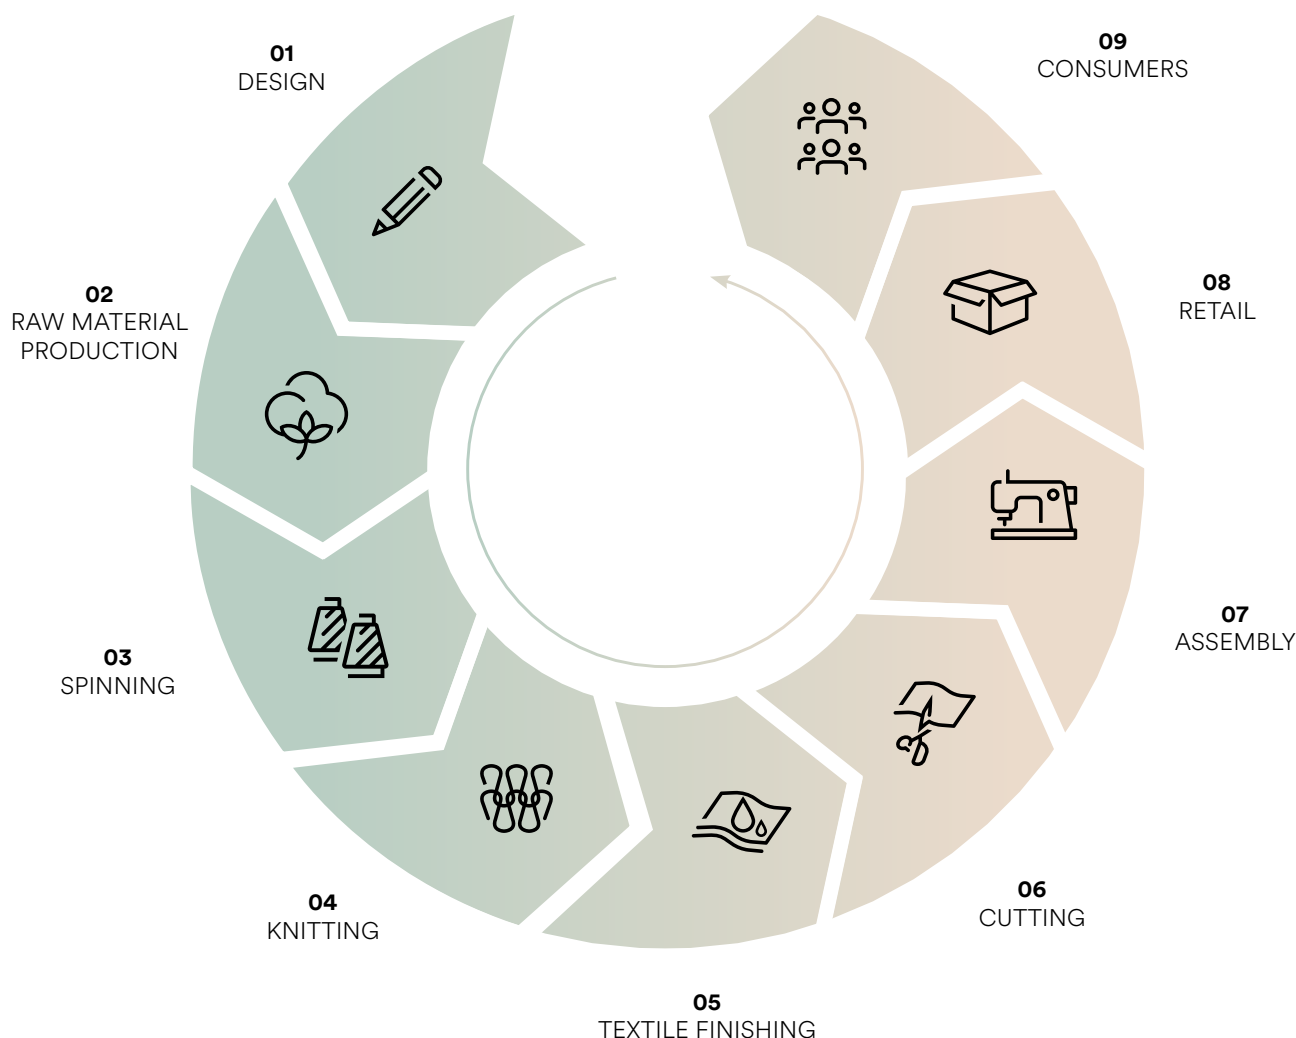 01
DESIGN
02
RAW MATERIAL
PRODUCTION
03
SPINNING
04
KNITTING
05
TEXTILE FINISHING
06
CUTTING
07
ASSEMBLY
08
RETAIL
09
CONSUMERS